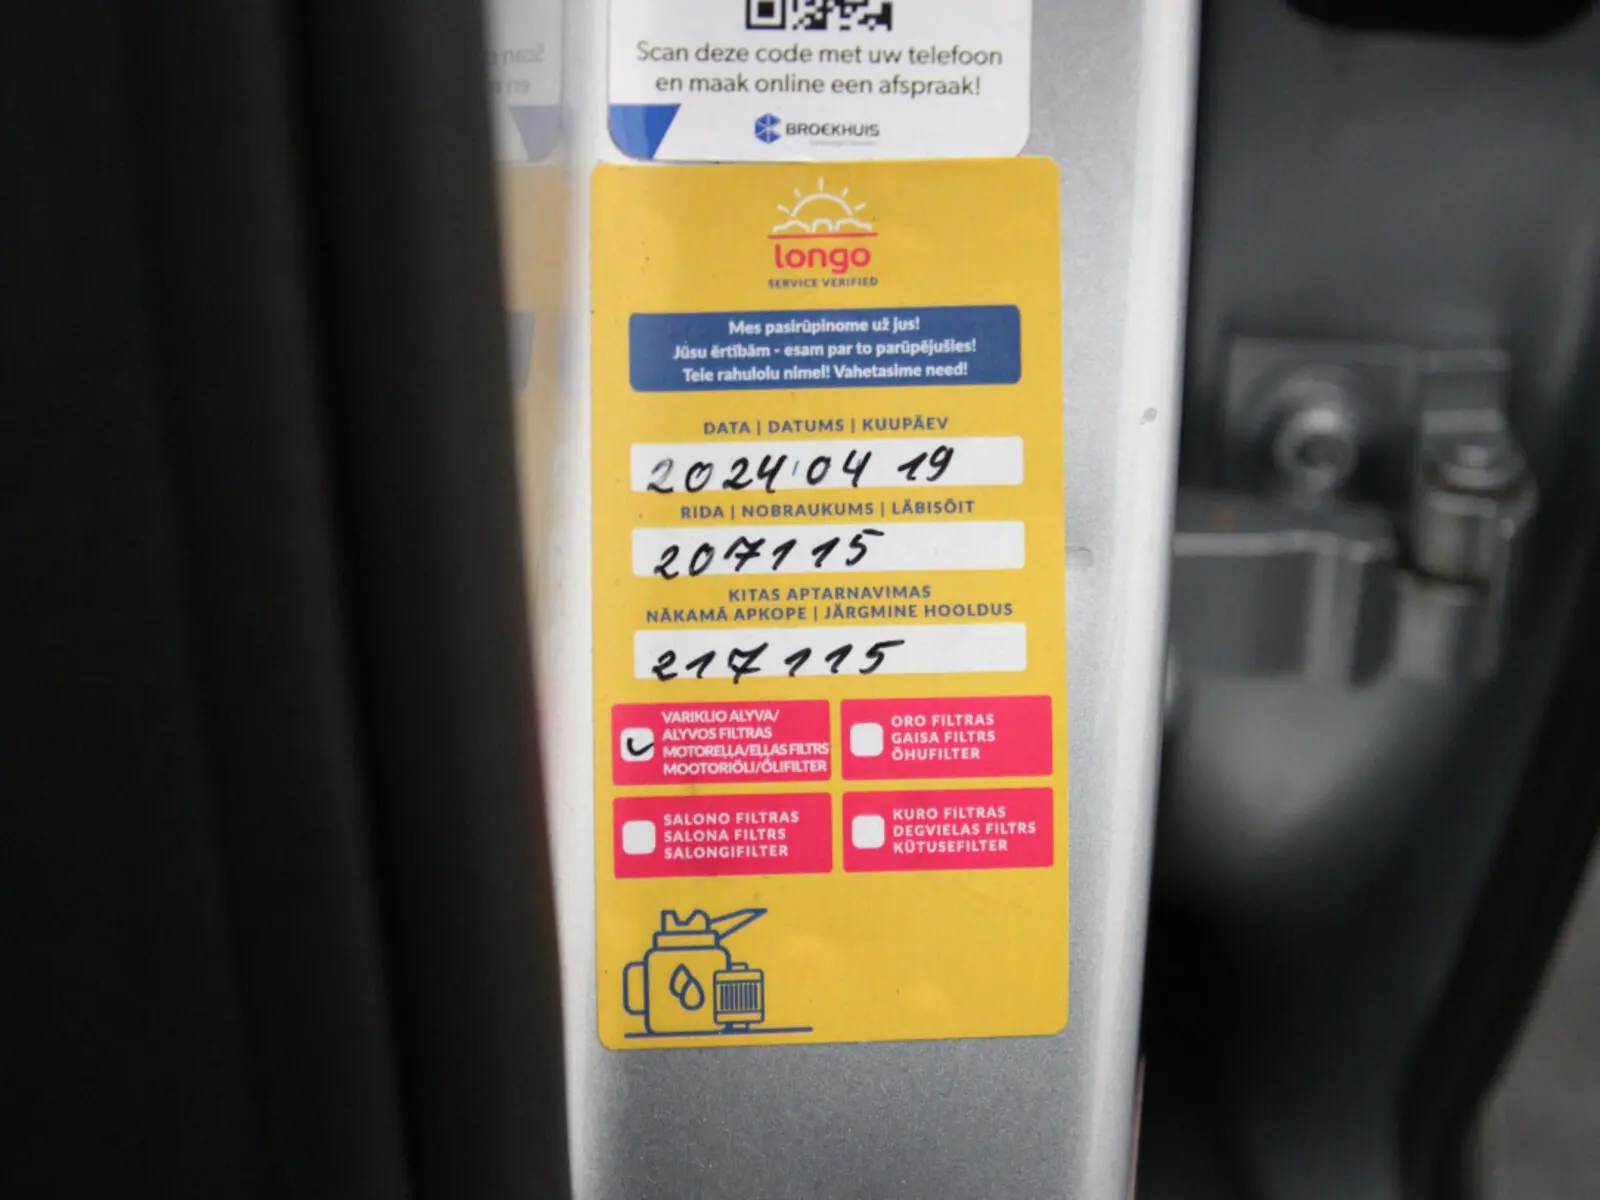 Scan deze code met uw telefoon
en maak online een afspraak!
BROEKHUIS
longo
SERVICE VERIFIED
Mes pasirūpinome už jus!
Jūsu ērtībām - esam par to parūpējušies!
Teie rahulolu nimel! Vahetasime need!
DATA | DATUMS | KUUPÄEV
2024 04 19
RIDA | NOBRAUKUMS | LÄBISÕIT
207115
KITAS APTARNAVIMAS
NĀKAMĀ APKOPE | JÄRGMINE HOOLDUS
217115
VARIKLIO ALYVA/
ALYVOS FILTRAS
MOTOREĻĻA/EĻĻAS FILTRS
MOOTORIÕLI/ÕLIFILTER
ORO FILTRAS
GAISA FILTRS
ÕHUFILTER
SALONO FILTRAS
SALONA FILTRS
SALONGIFILTER
KURO FILTRAS
DEGVIELAS FILTRS
KÜTUSEFILTER